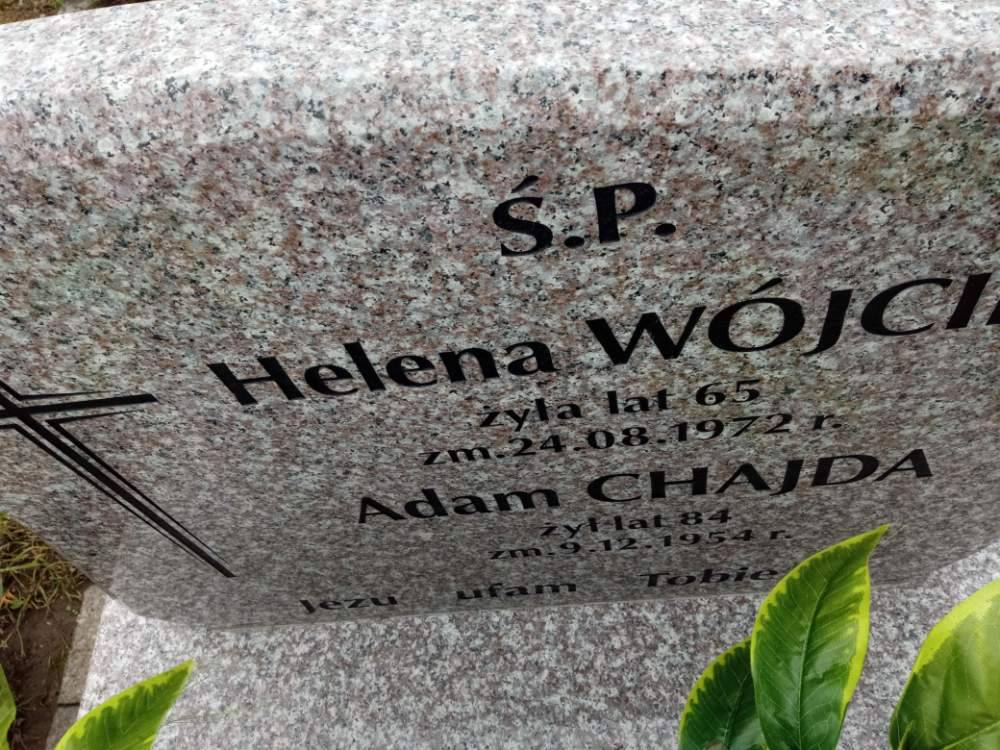 Ś.P.
Helena
żyła lat 65
zm.24.08.1972 r.
Adam CHAJDA
żył lat 84
zm.9.12.1954 r.
Jezu ufam Tobie